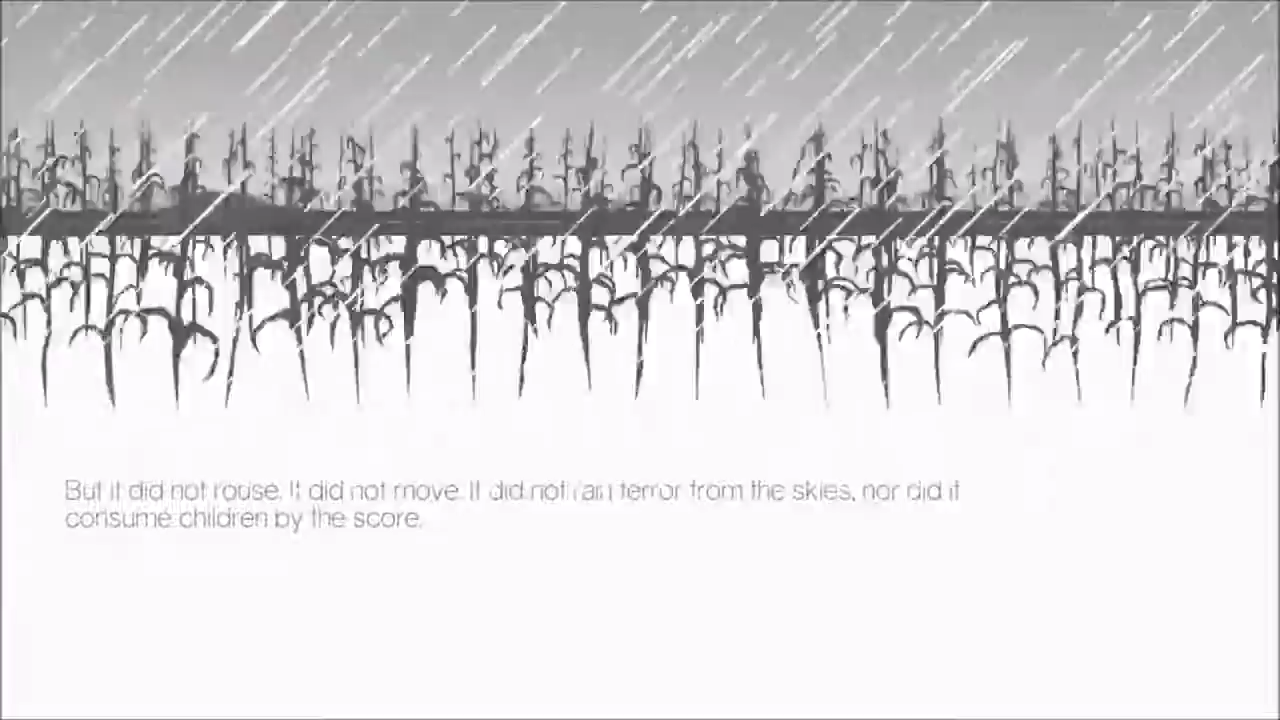 But it did not rouse. It did not move. It did not rain terror from the skies, nor did it
consume children by the score.